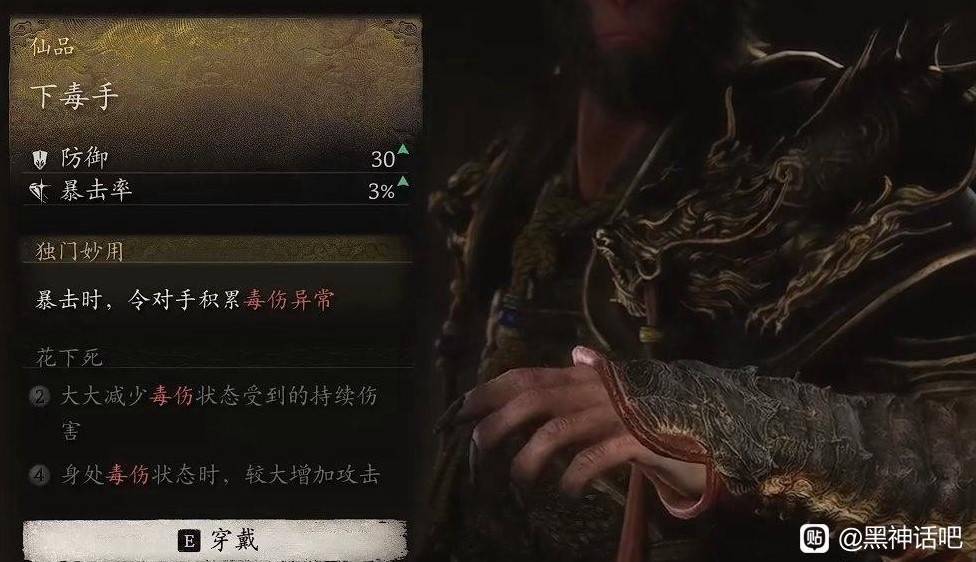 仙品
下毒手
防御 30
暴击率 3%
独门妙用
暴击时，令对手积累毒伤异常
花下死
2 大大减少毒伤状态受到的持续伤
害
4 身处毒伤状态时，较大增加攻击
E 穿戴
贴 @黑神话吧